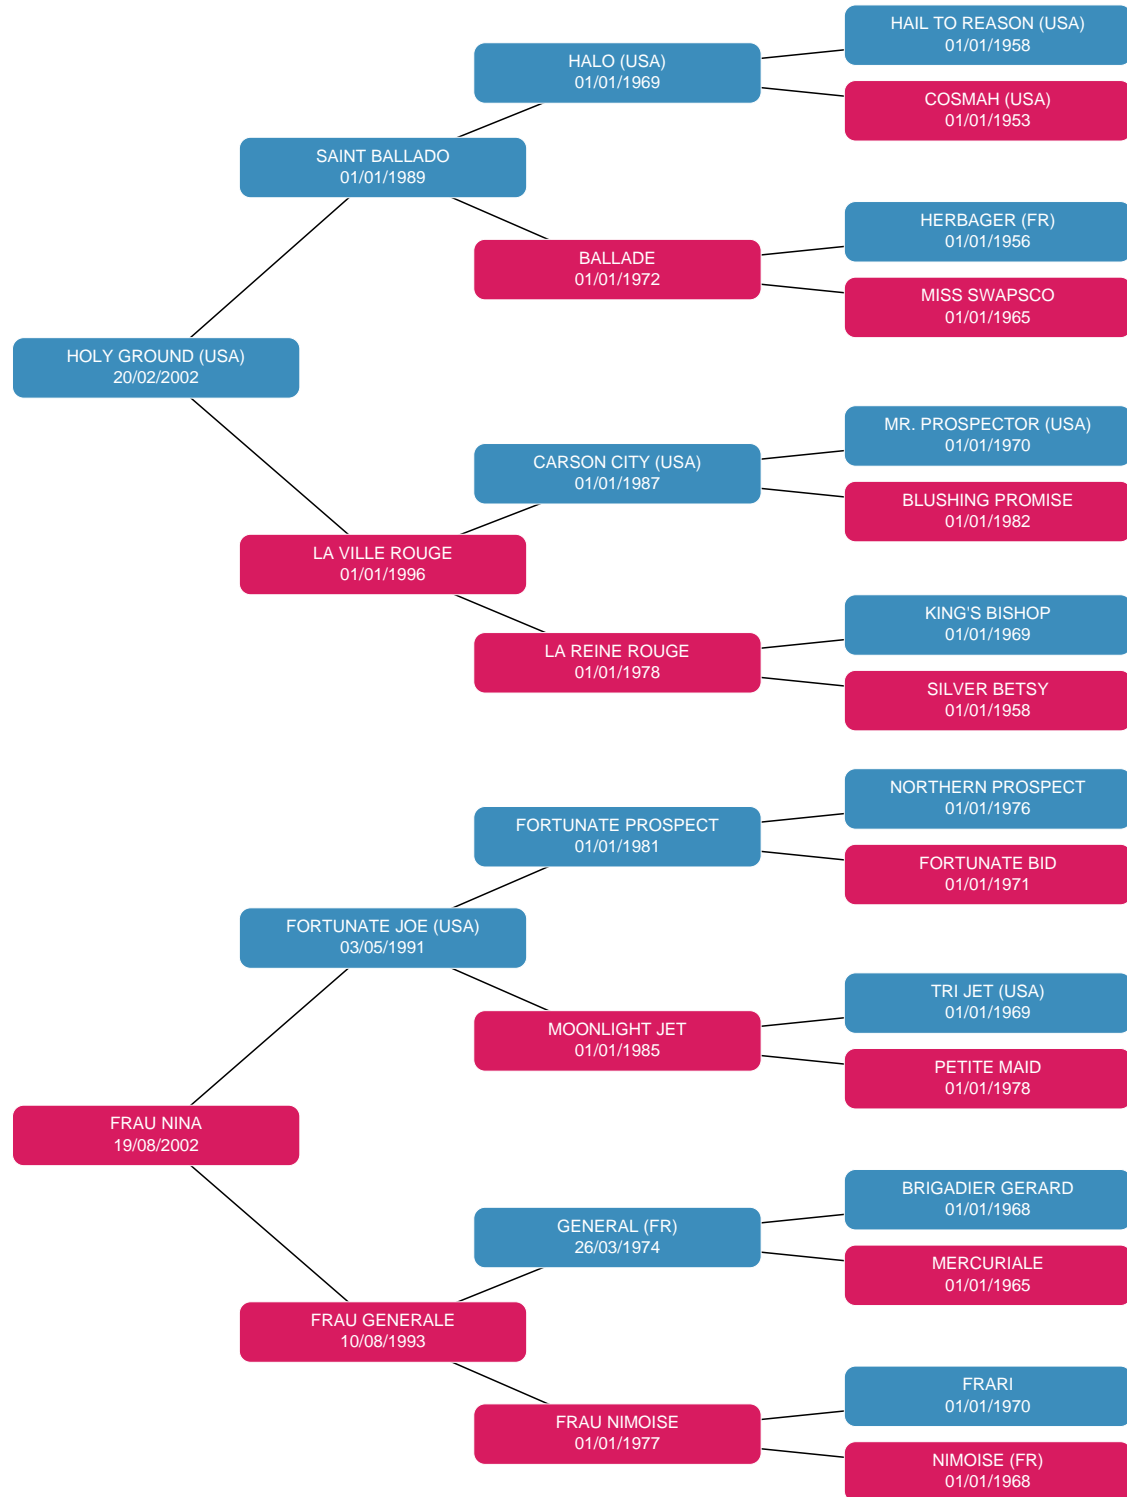 HAIL TO REASON (USA)
01/01/1958
HALO (USA)
01/01/1969
COSMAH (USA)
01/01/1953
SAINT BALLADO
01/01/1989
HERBAGER (FR)
01/01/1956
BALLADE
01/01/1972
MISS SWAPSCO
01/01/1965
HOLY GROUND (USA)
20/02/2002
MR. PROSPECTOR (USA)
01/01/1970
CARSON CITY (USA)
01/01/1987
BLUSHING PROMISE
01/01/1982
LA VILLE ROUGE
01/01/1996
KING'S BISHOP
01/01/1969
LA REINE ROUGE
01/01/1978
SILVER BETSY
01/01/1958
NORTHERN PROSPECT
01/01/1976
FORTUNATE PROSPECT
01/01/1981
FORTUNATE BID
01/01/1971
FORTUNATE JOE (USA)
03/05/1991
TRI JET (USA)
01/01/1969
MOONLIGHT JET
01/01/1985
PETITE MAID
01/01/1978
FRAU NINA
19/08/2002
BRIGADIER GERARD
01/01/1968
GENERAL (FR)
26/03/1974
MERCURIALE
01/01/1965
FRAU GENERALE
10/08/1993
FRARI
01/01/1970
FRAU NIMOISE
01/01/1977
NIMOISE (FR)
01/01/1968